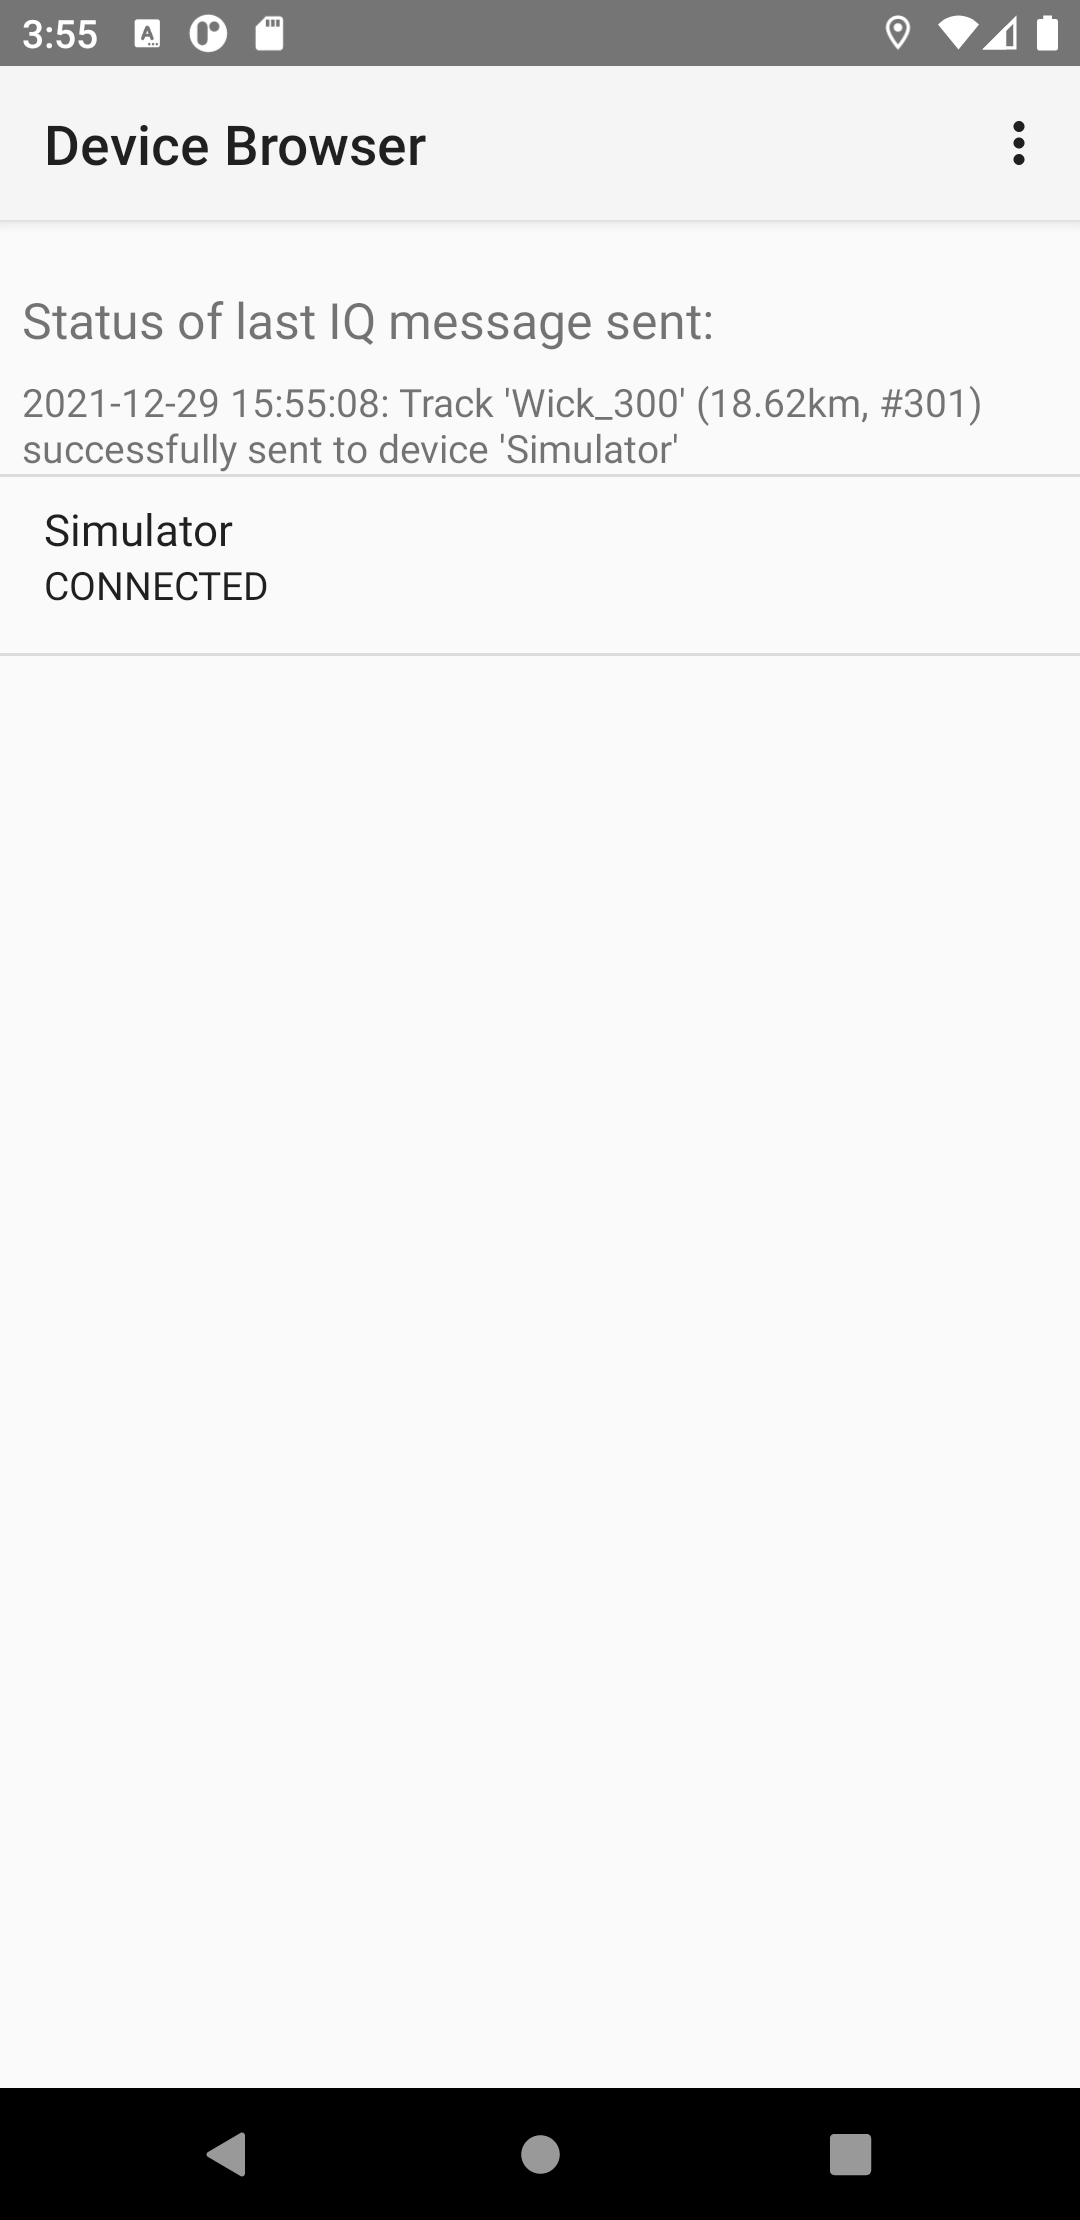 3:55
Device Browser
Status of last IQ message sent:
2021-12-29 15:55:08: Track 'Wick_300' (18.62km, #301)
successfully sent to device 'Simulator'
Simulator
CONNECTED